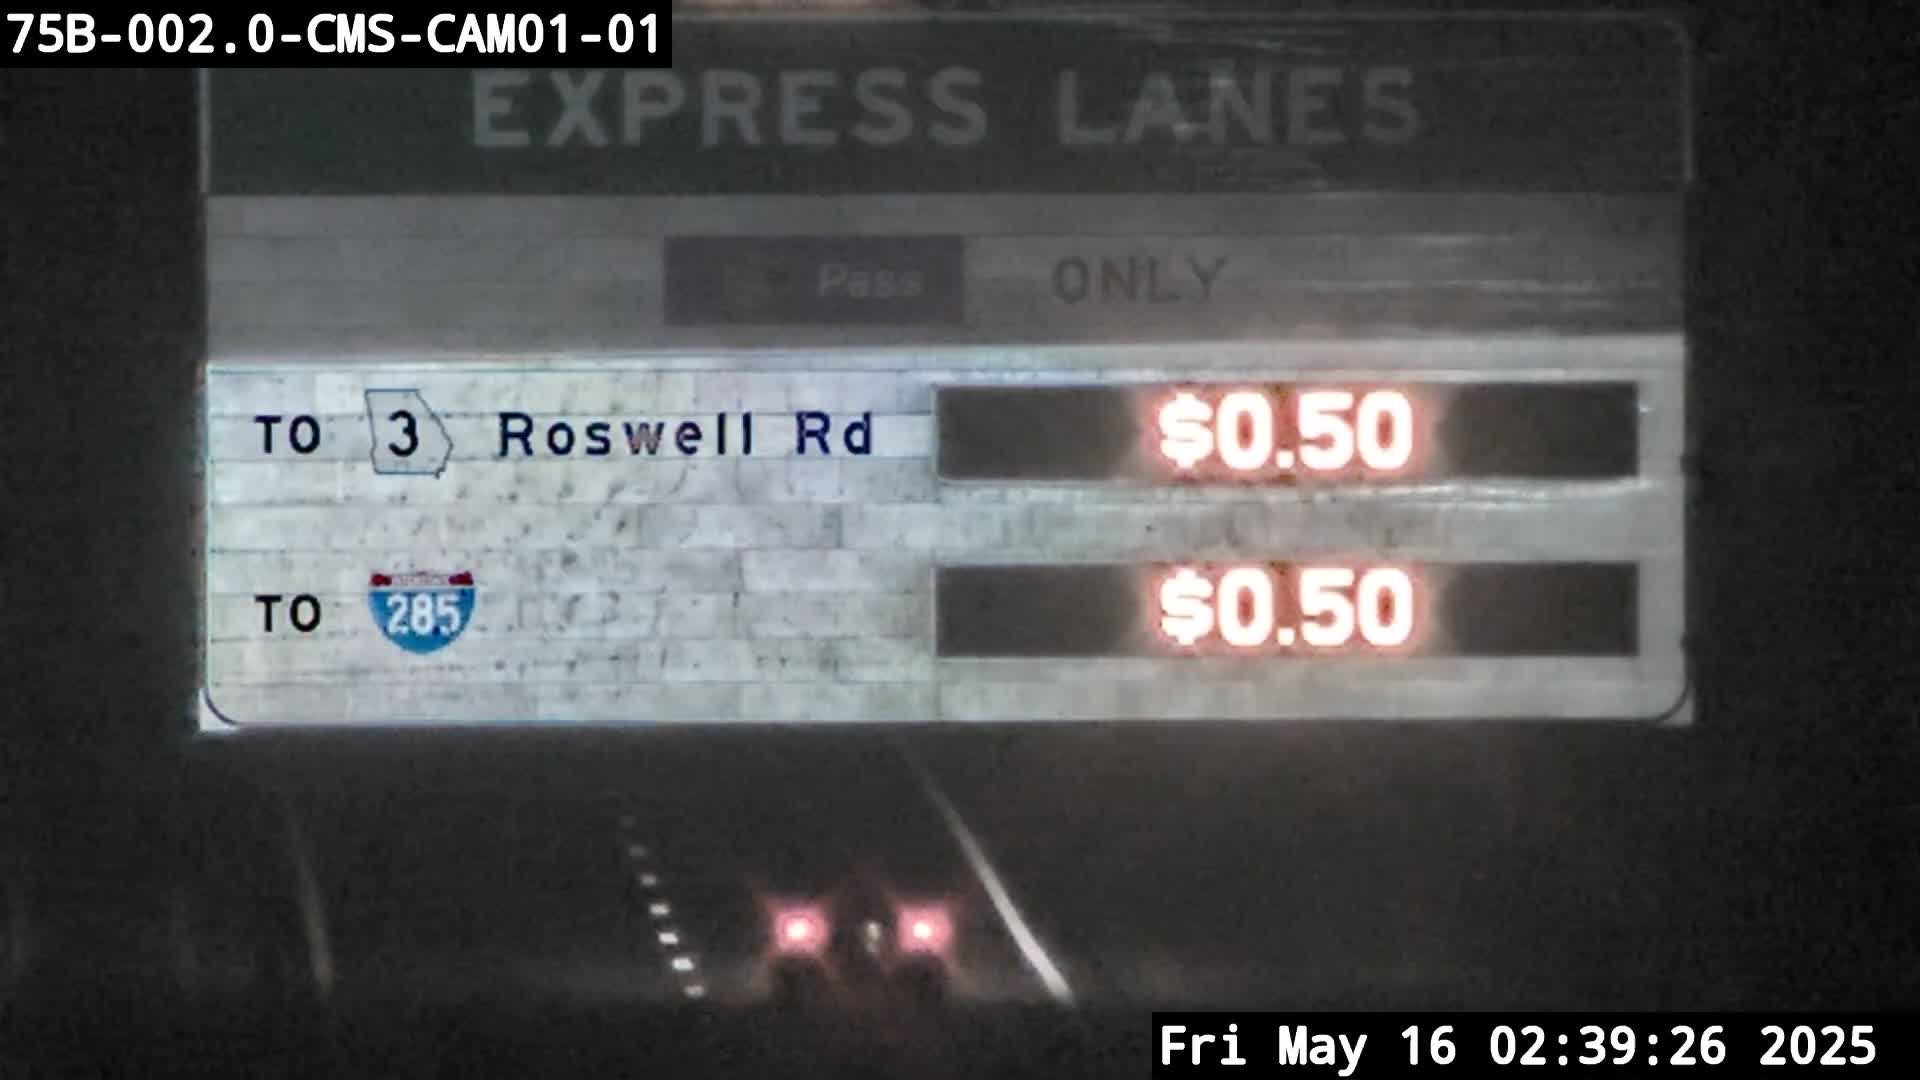 75B-002.0-CMS-CAM01-01
EXPRESS LANES
Pass ONLY
TO 3 Roswell Rd $0.50
TO 285 $0.50
Fri May 16 02:39:26 2025